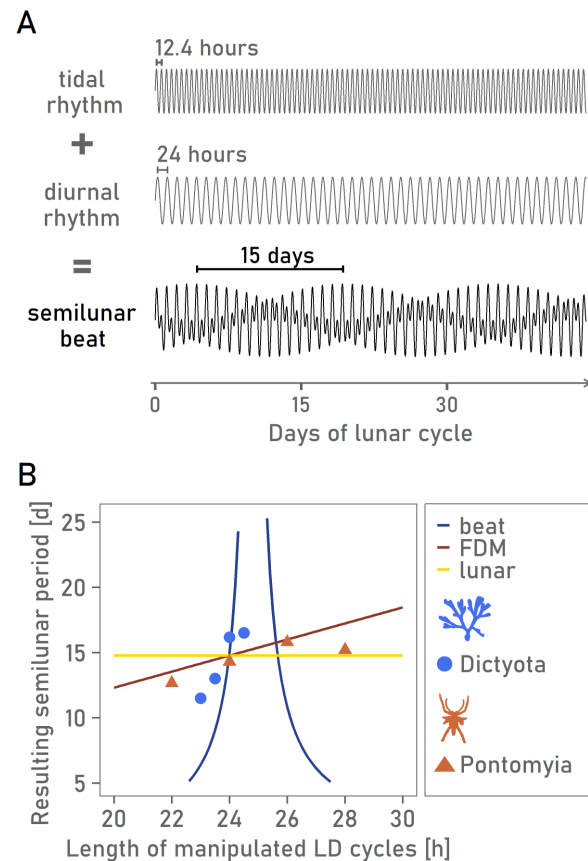 A
12.4 hours
tidal
rhythm
+
24 hours
diurnal
rhythm
=
15 days
semilunar
beat
0
15
30
Days of lunar cycle
B
Resulting semilunar period [d]
25
20
15
10
5
20
22
24
26
28
30
Length of manipulated LD cycles [h]
beat
FDM
lunar
Dictyota
Pontomyia